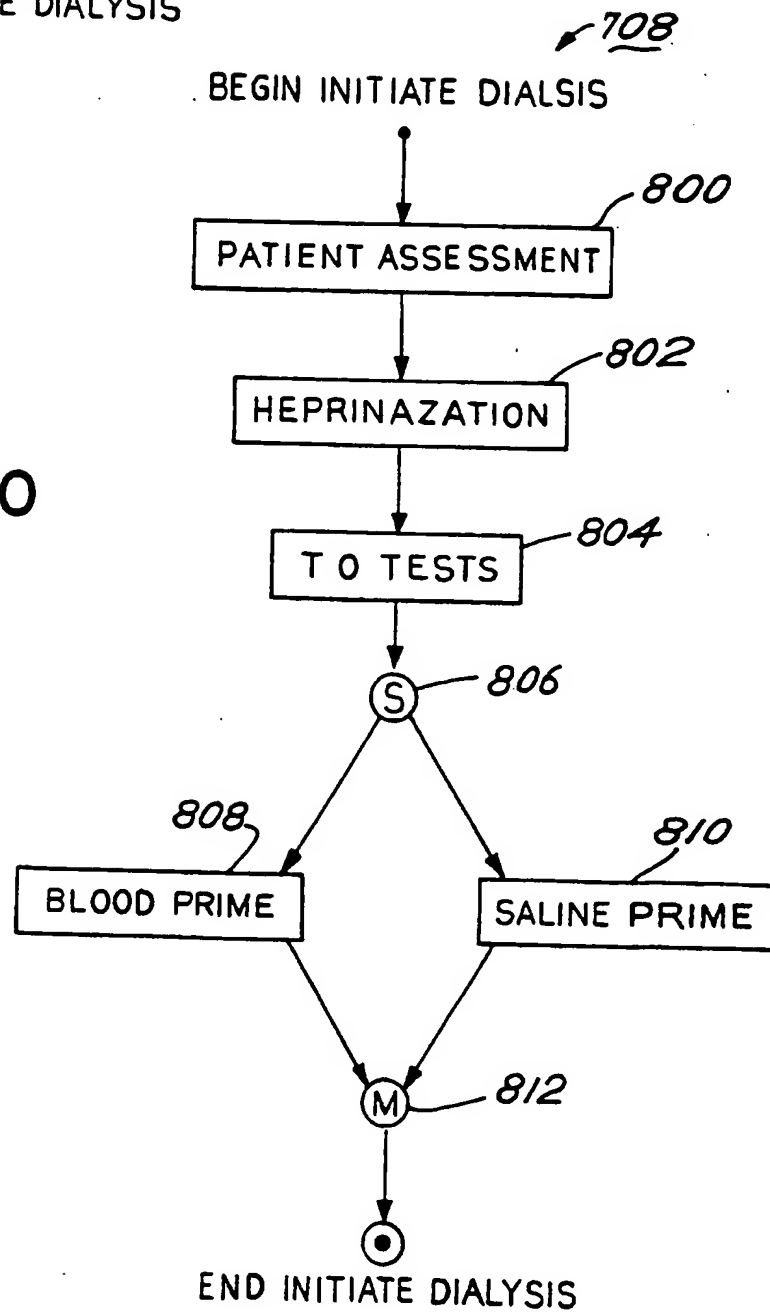 E DIALYSIS
708
BEGIN INITIATE DIALSIS
800
PATIENT ASSESSMENT
802
HEPRINAZATION
804
T O TESTS
S
806
808
810
BLOOD PRIME
SALINE PRIME
M
812
END INITIATE DIALYSIS
O